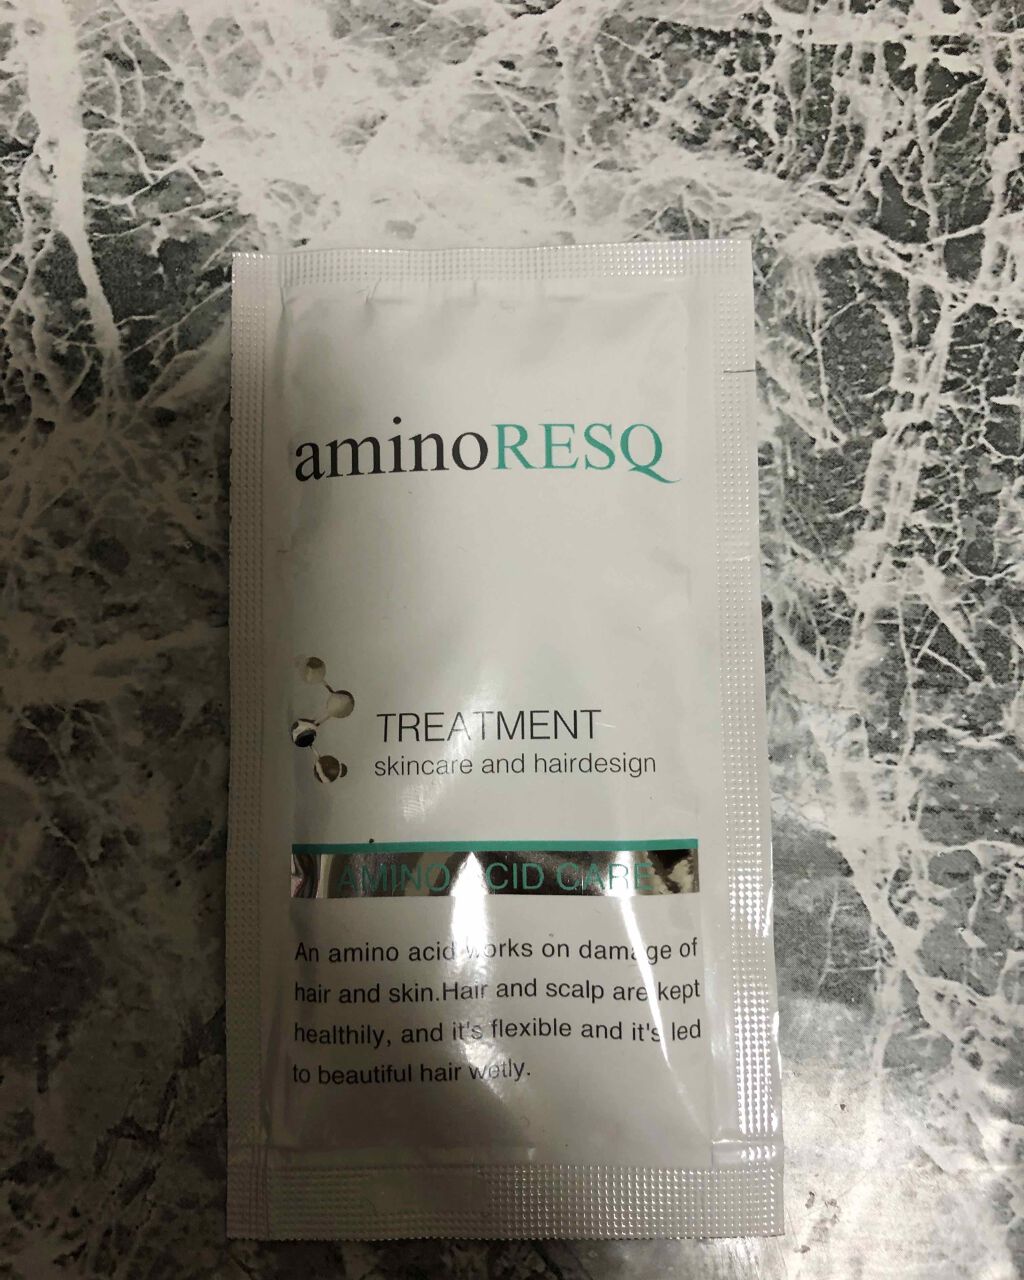 aminoRESQ
TREATMENT
skincare and hairdesign
AMINO ACID CARE
An amino acid works on damage of
hair and skin.Hair and scalp are kept
healthily, and it's flexible and it's led
to beautiful hair wetly.